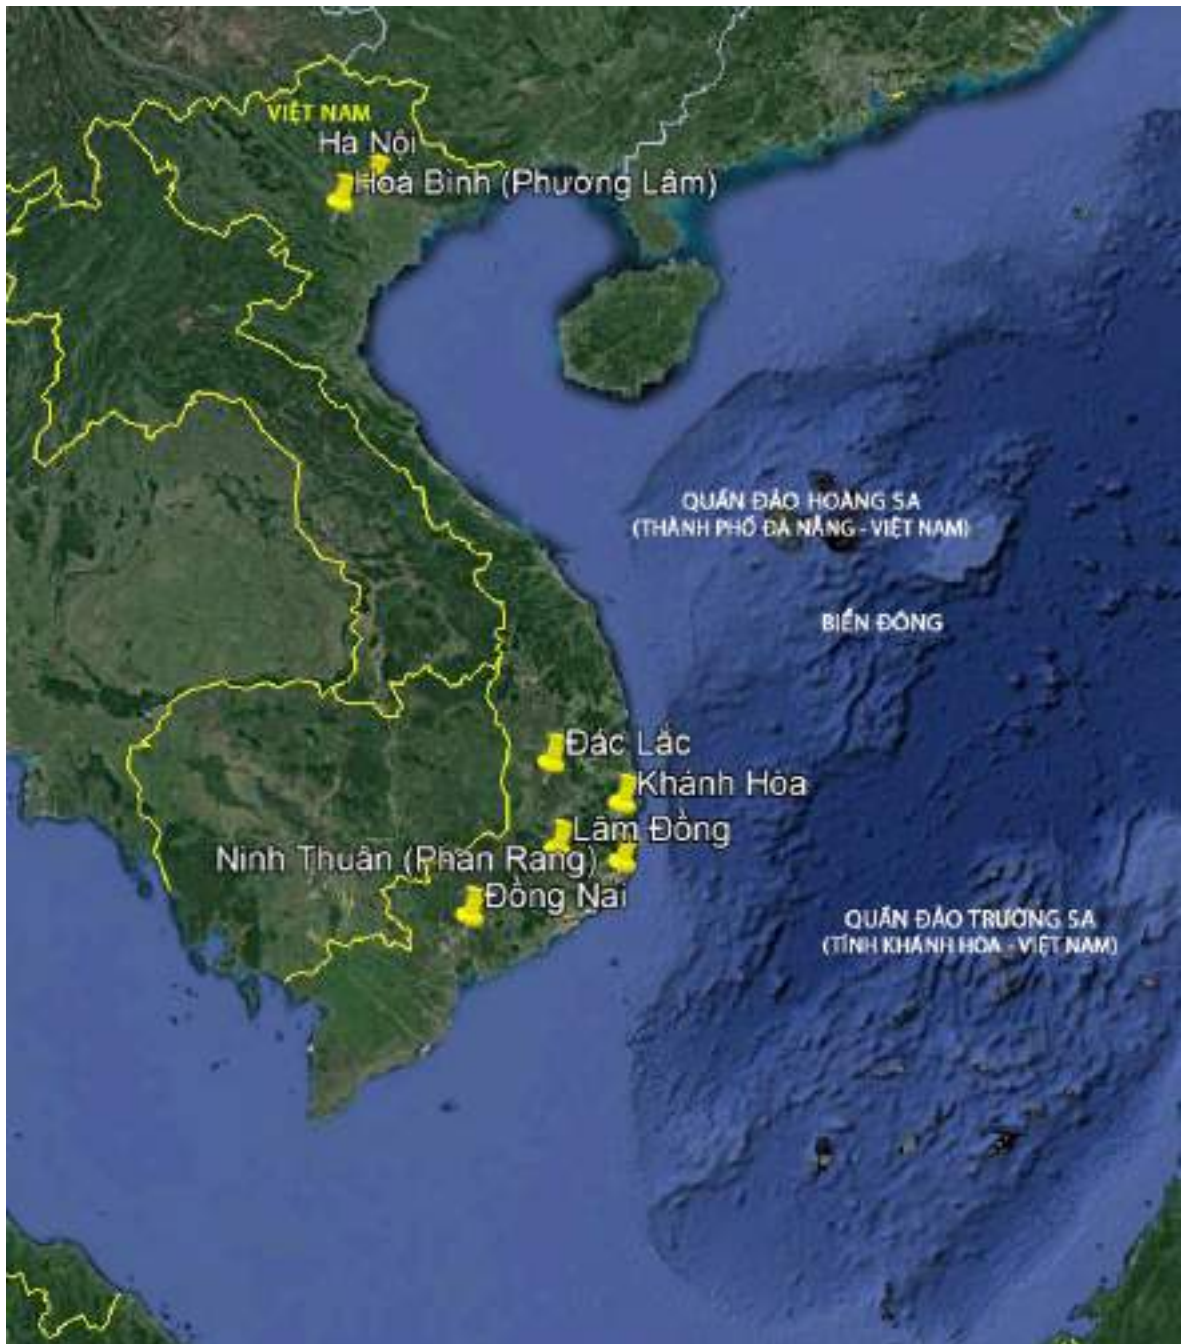 VIỆT NAM
Hà Nội
Hoà Bình (Phương Lâm)
QUẦN ĐẢO HOÀNG SA
(THÀNH PHỐ ĐÀ NẴNG - VIỆT NAM)
BIỂN ĐÔNG
Đắc Lắc
Khánh Hòa
Lâm Đồng
Ninh Thuận (Phan Rang)
Đồng Nai
QUẦN ĐẢO TRƯỜNG SA
(TỈNH KHÁNH HÒA - VIỆT NAM)